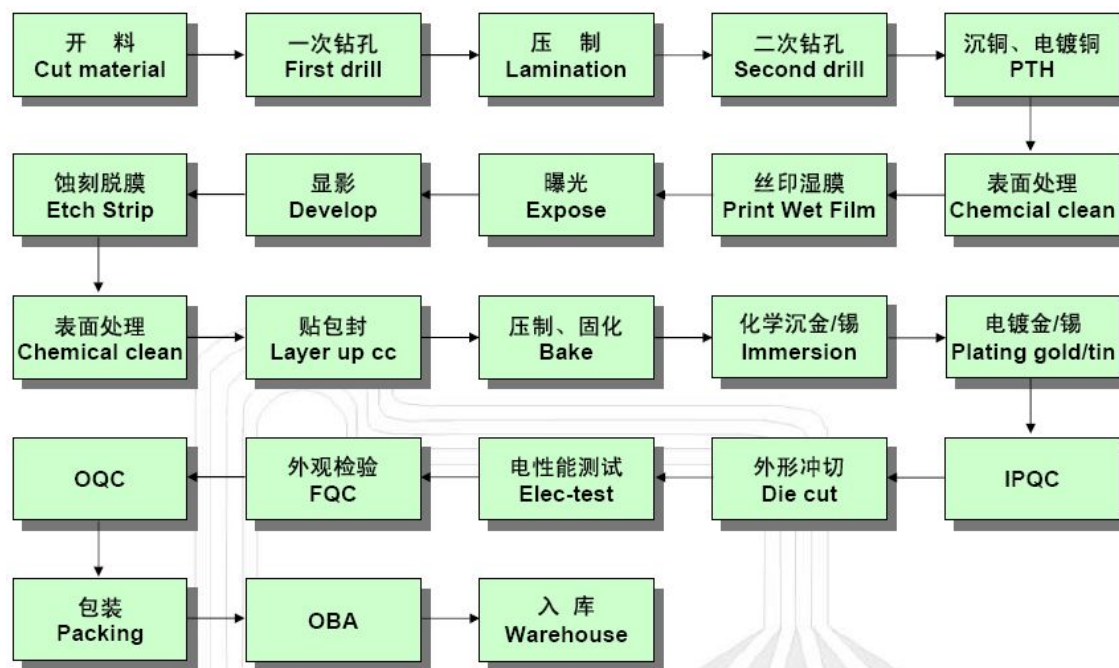 开 料
Cut material
一次钻孔
First drill
压 制
Lamination
二次钻孔
Second drill
沉铜、电镀铜
PTH
表面处理
Chemcial clean
丝印湿膜
Print Wet Film
曝光
Expose
显影
Develop
蚀刻脱膜
Etch Strip
表面处理
Chemical clean
贴包封
Layer up cc
压制、固化
Bake
化学沉金/锡
Immersion
电镀金/锡
Plating gold/tin
IPQC
外形冲切
Die cut
电性能测试
Elec-test
外观检验
FQC
OQC
包装
Packing
OBA
入 库
Warehouse